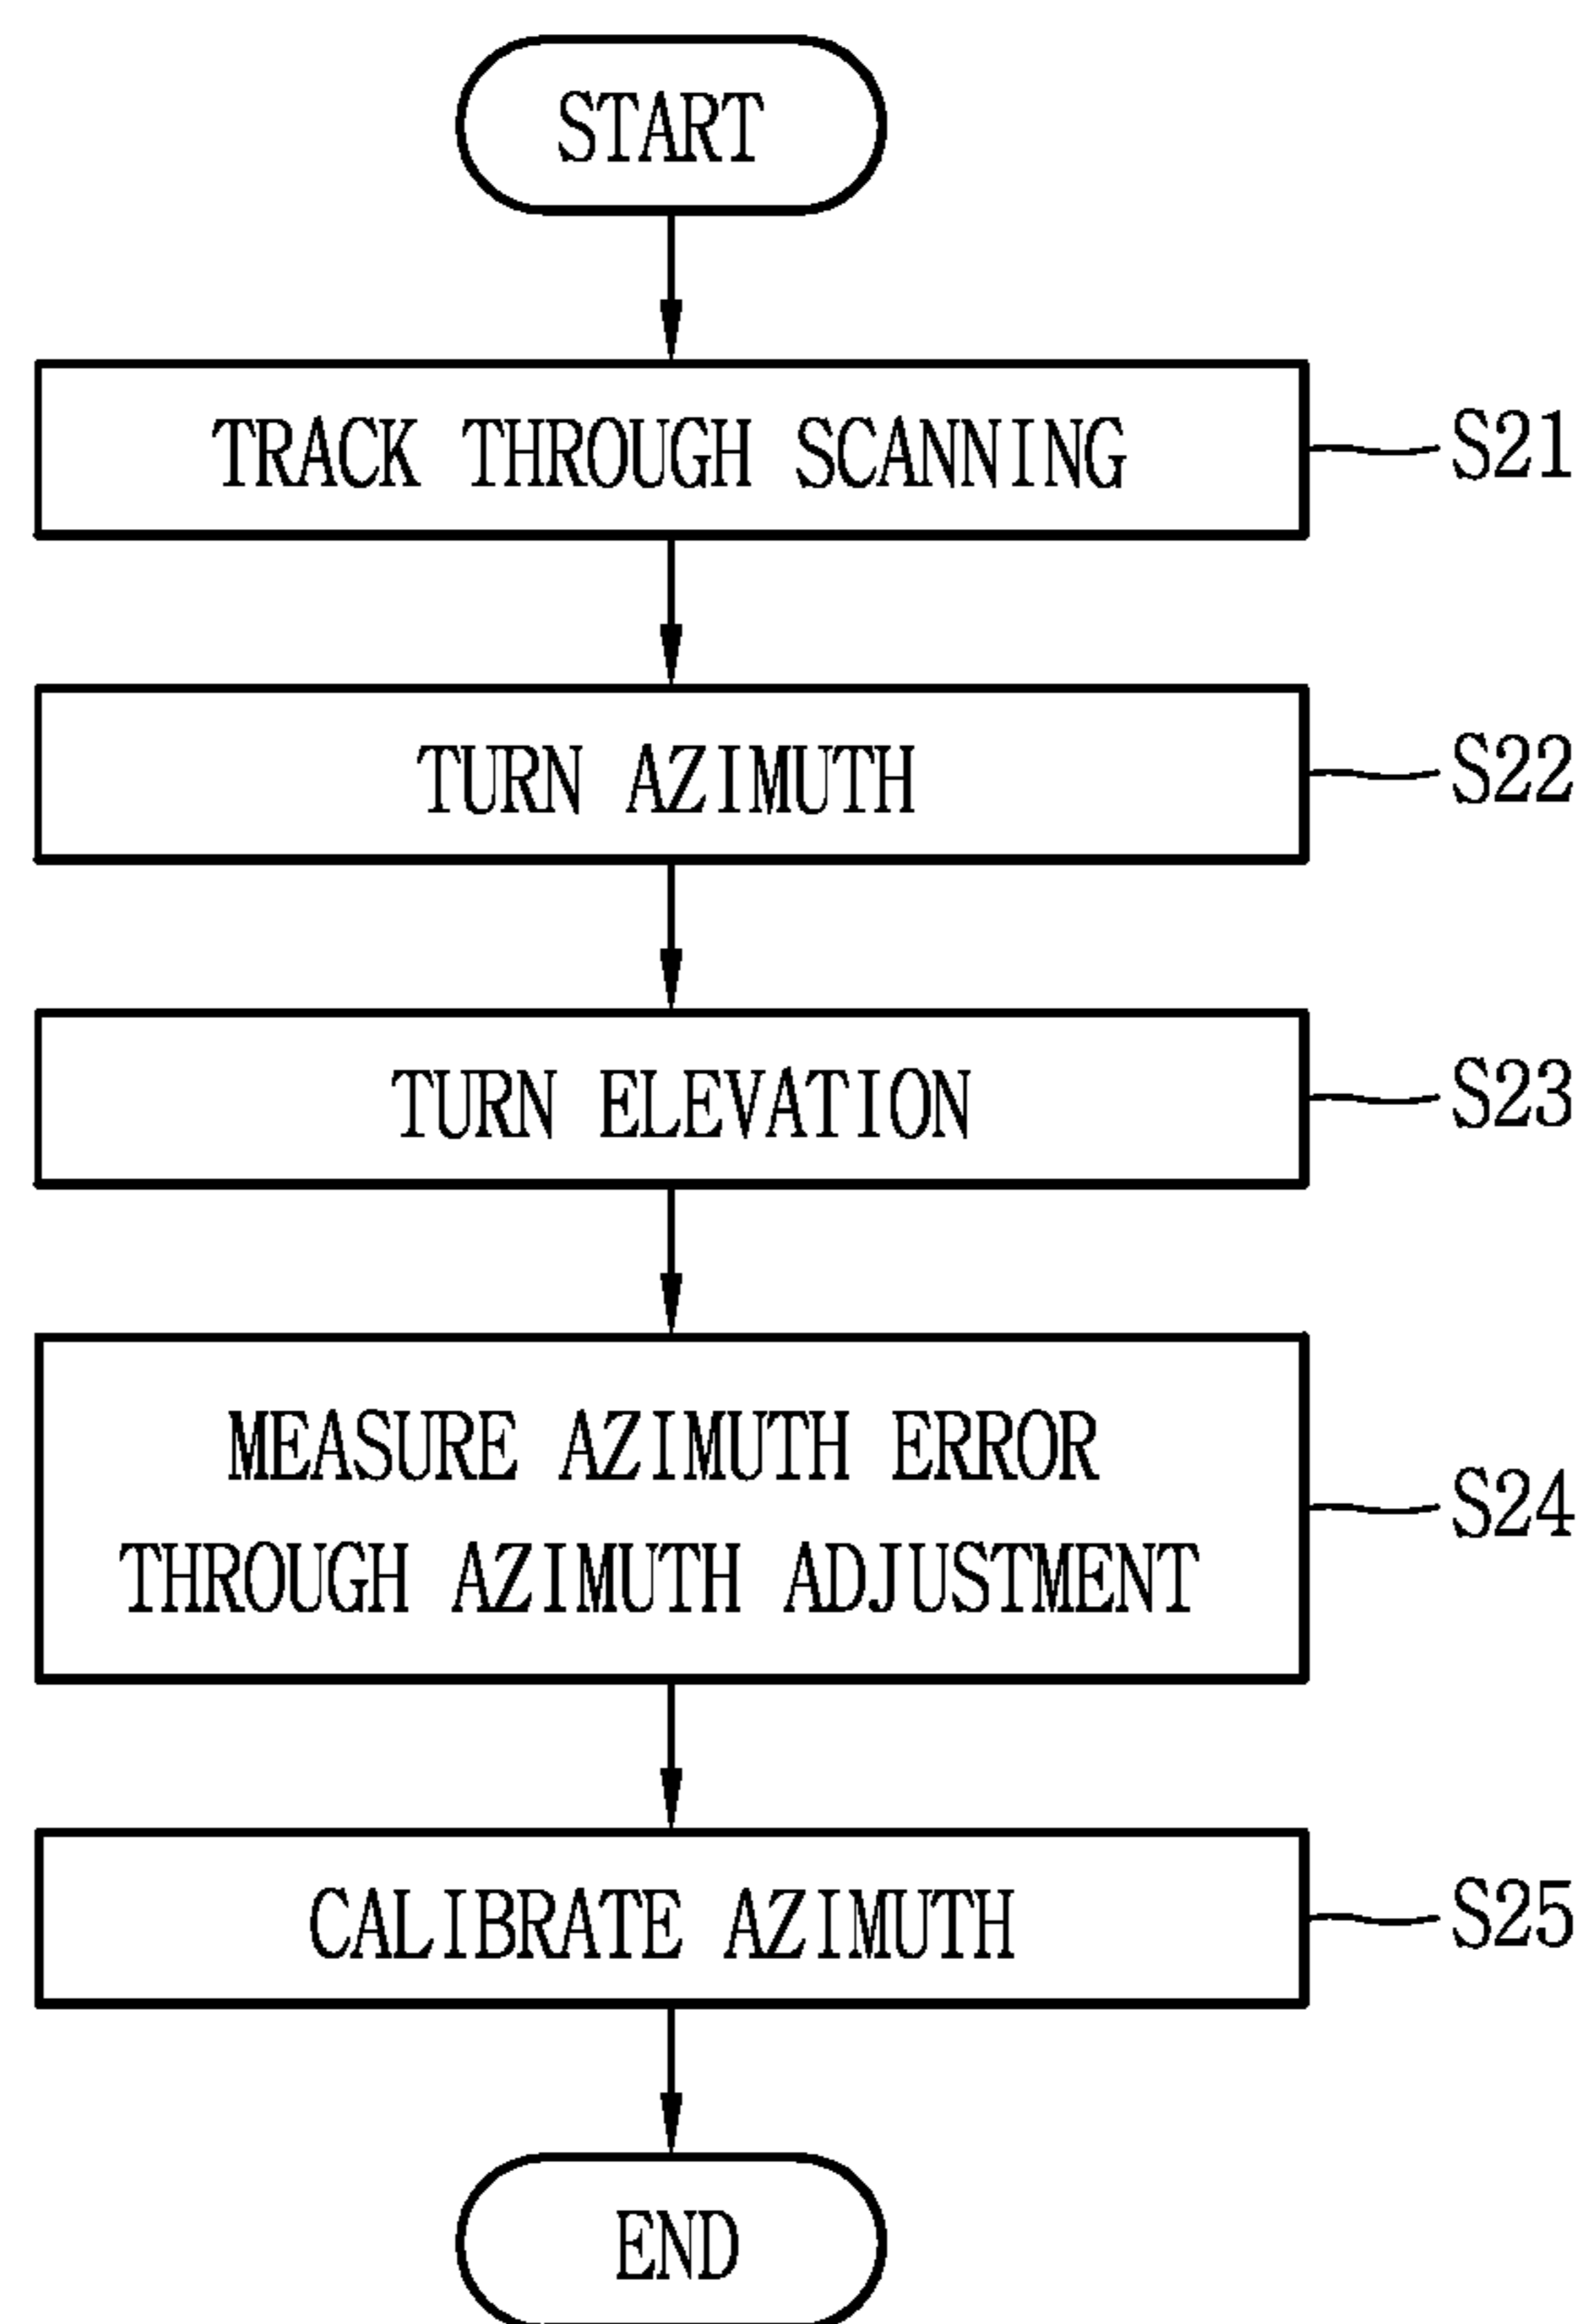 START
TRACK THROUGH SCANNING
S21
TURN AZIMUTH
S22
TURN ELEVATION
S23
MEASURE AZIMUTH ERROR
THROUGH AZIMUTH ADJUSTMENT
S24
CALIBRATE AZIMUTH
S25
END